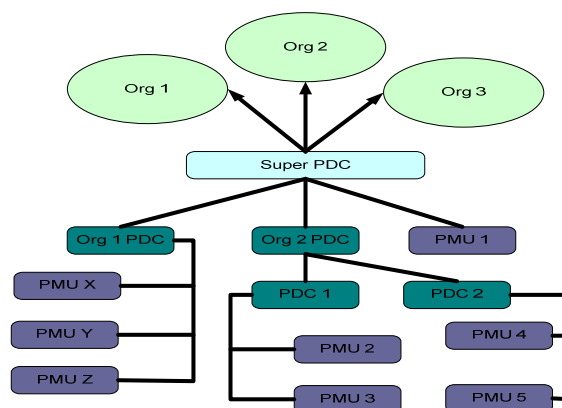 Org 2
Org 1
Org 3
Super PDC
Org 1 PDC
Org 2 PDC
PMU 1
PMU X
PDC 1
PDC 2
PMU Y
PMU 4
PMU 2
PMU Z
PMU 3
PMU 5